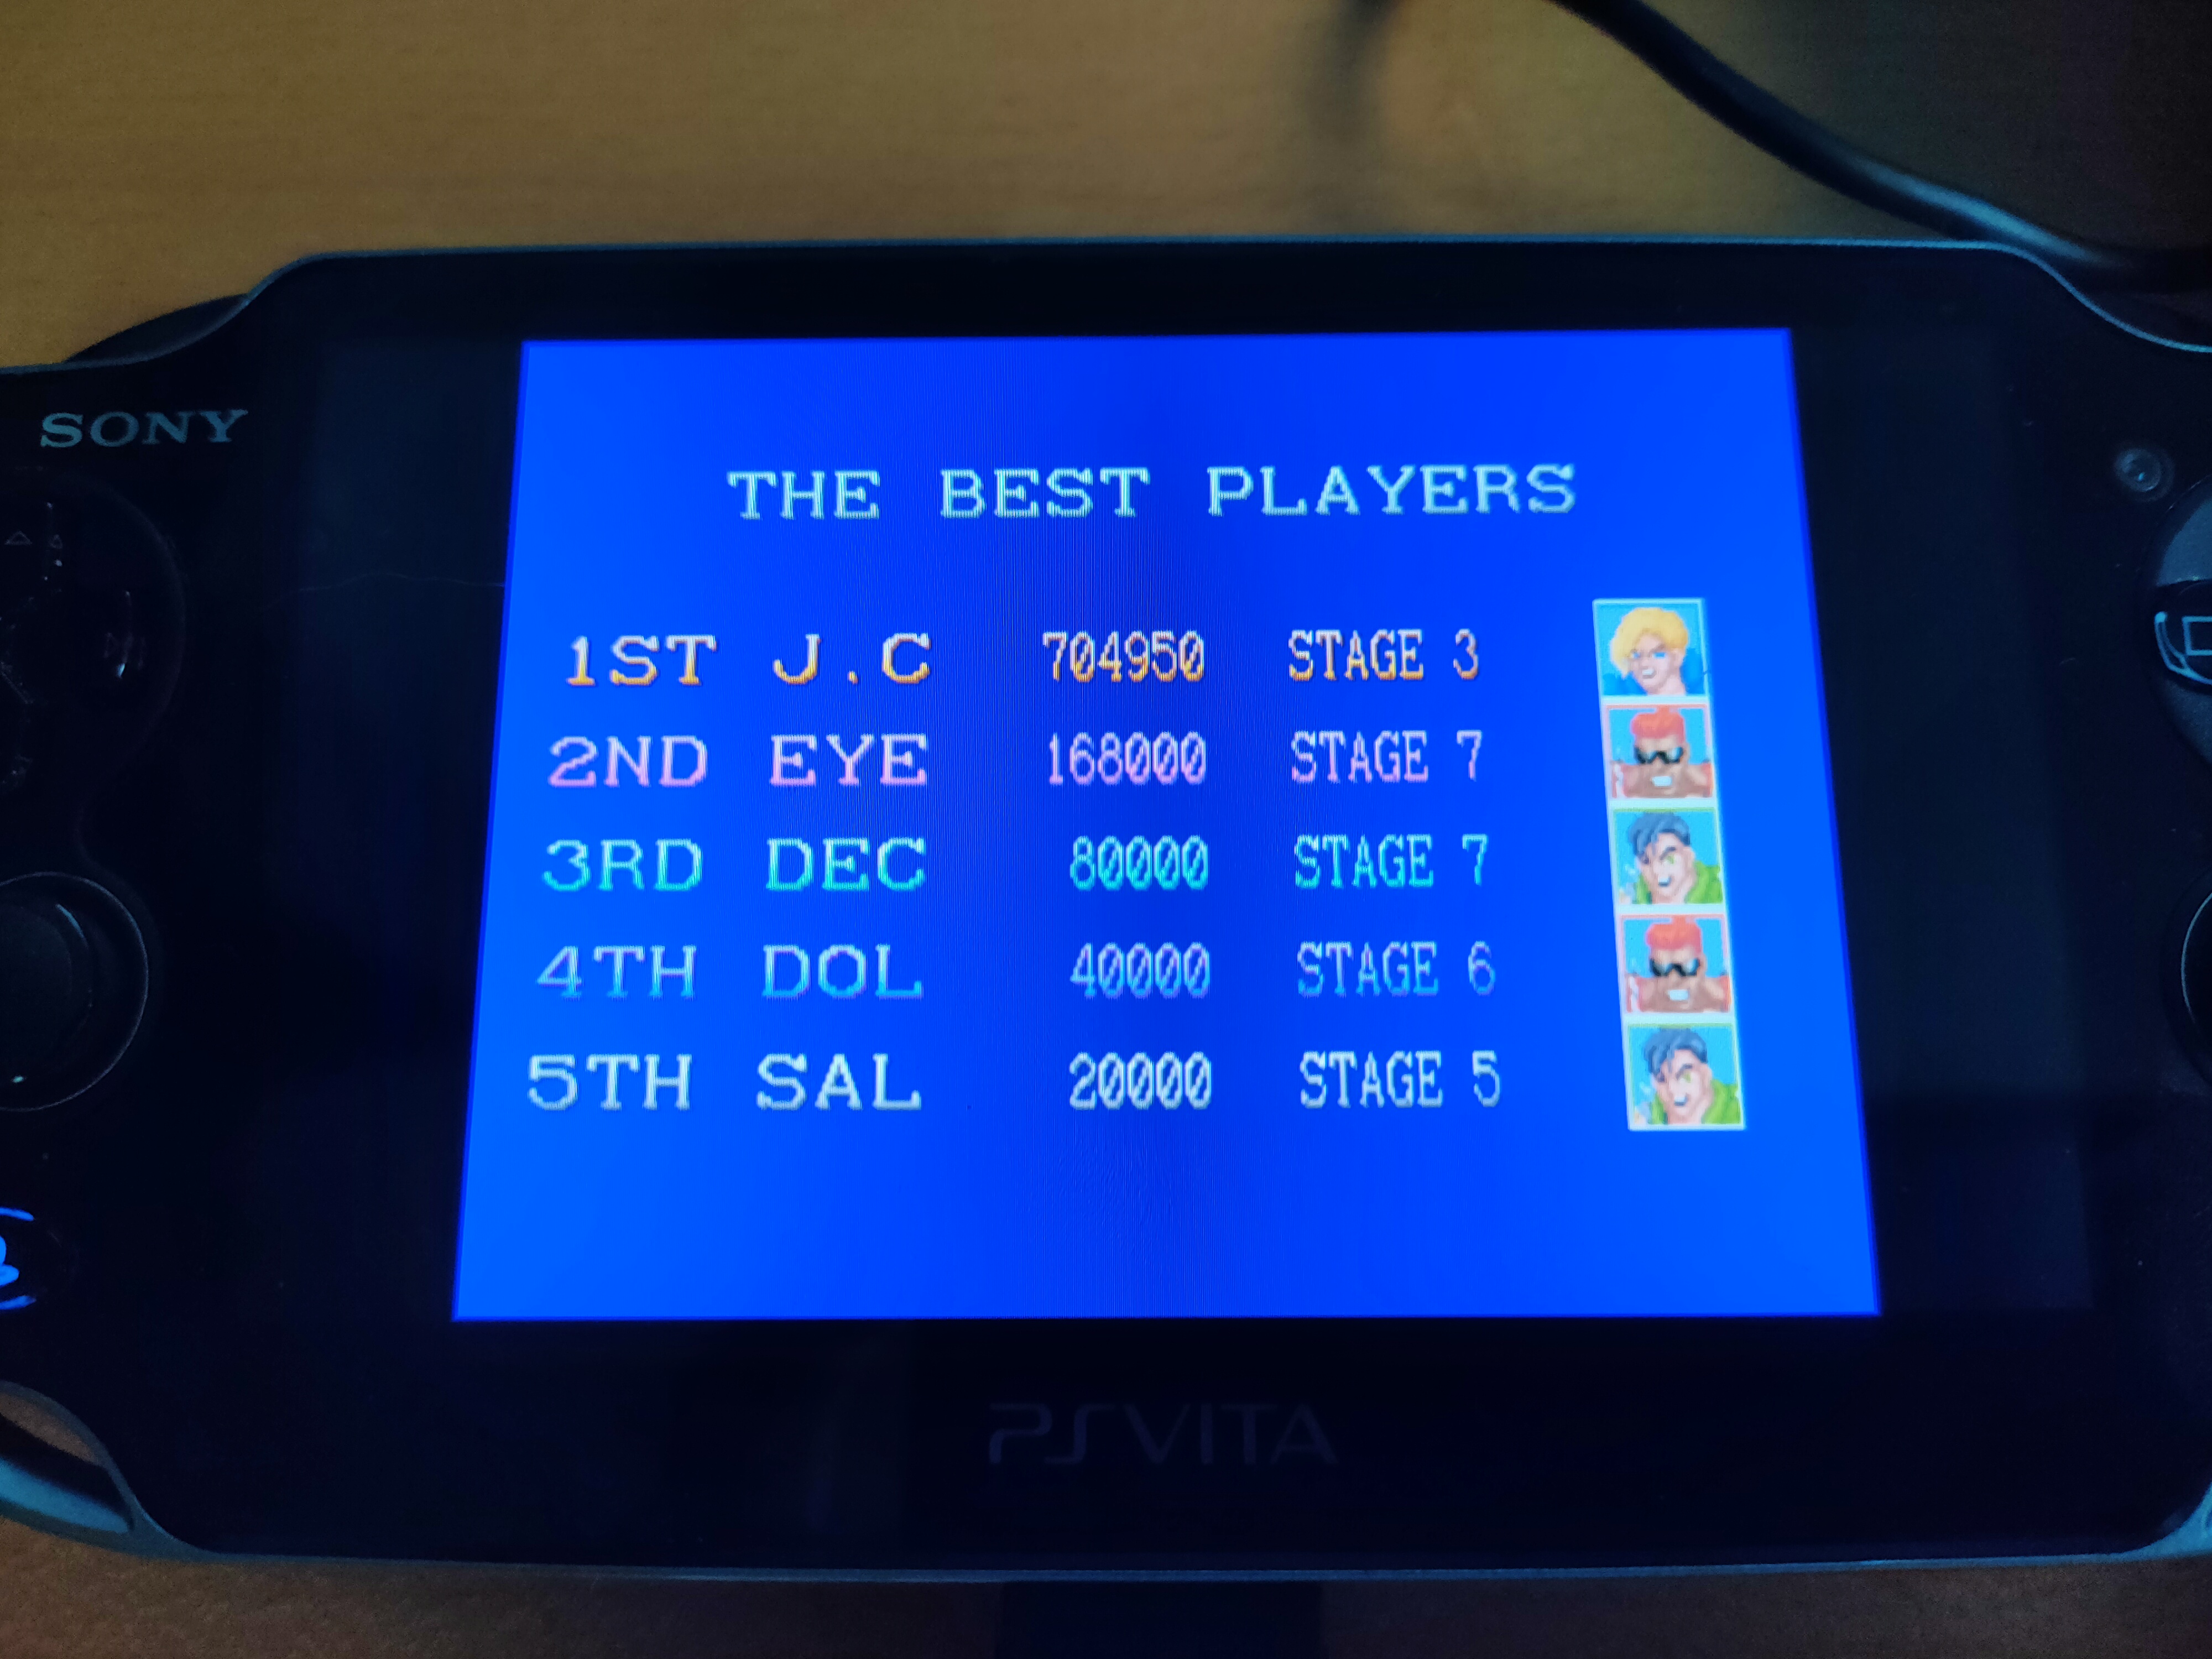 SONY
THE BEST PLAYERS
1ST J.C 704950 STAGE 3
2ND EYE 168000 STAGE 7
3RD DEC 80000 STAGE 7
4TH DOL 40000 STAGE 6
5TH SAL 20000 STAGE 5
PSVITA